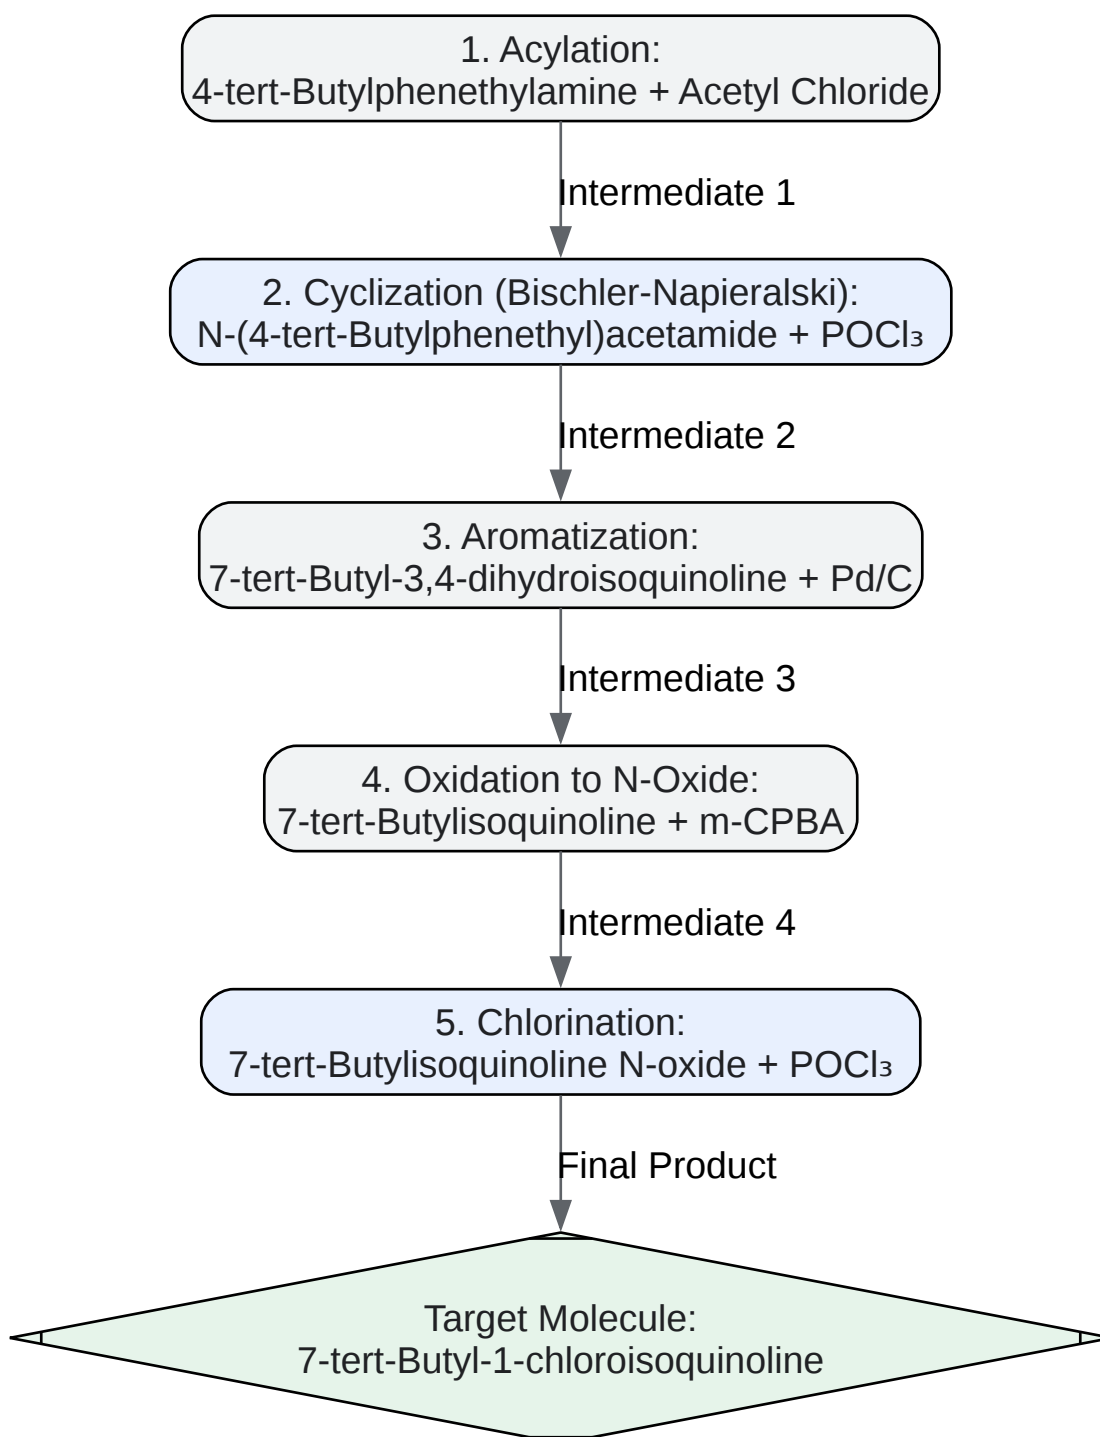 1. Acylation:
4-tert-Butylphenethylamine + Acetyl Chloride
Intermediate 1
2. Cyclization (Bischler-Napieralski):
N-(4-tert-Butylphenethyl)acetamide + POCl₃
Intermediate 2
3. Aromatization:
7-tert-Butyl-3,4-dihydroisoquinoline + Pd/C
Intermediate 3
4. Oxidation to N-Oxide:
7-tert-Butylisoquinoline + m-CPBA
Intermediate 4
5. Chlorination:
7-tert-Butylisoquinoline N-oxide + POCl₃
Final Product
Target Molecule:
7-tert-Butyl-1-chloroisoquinoline